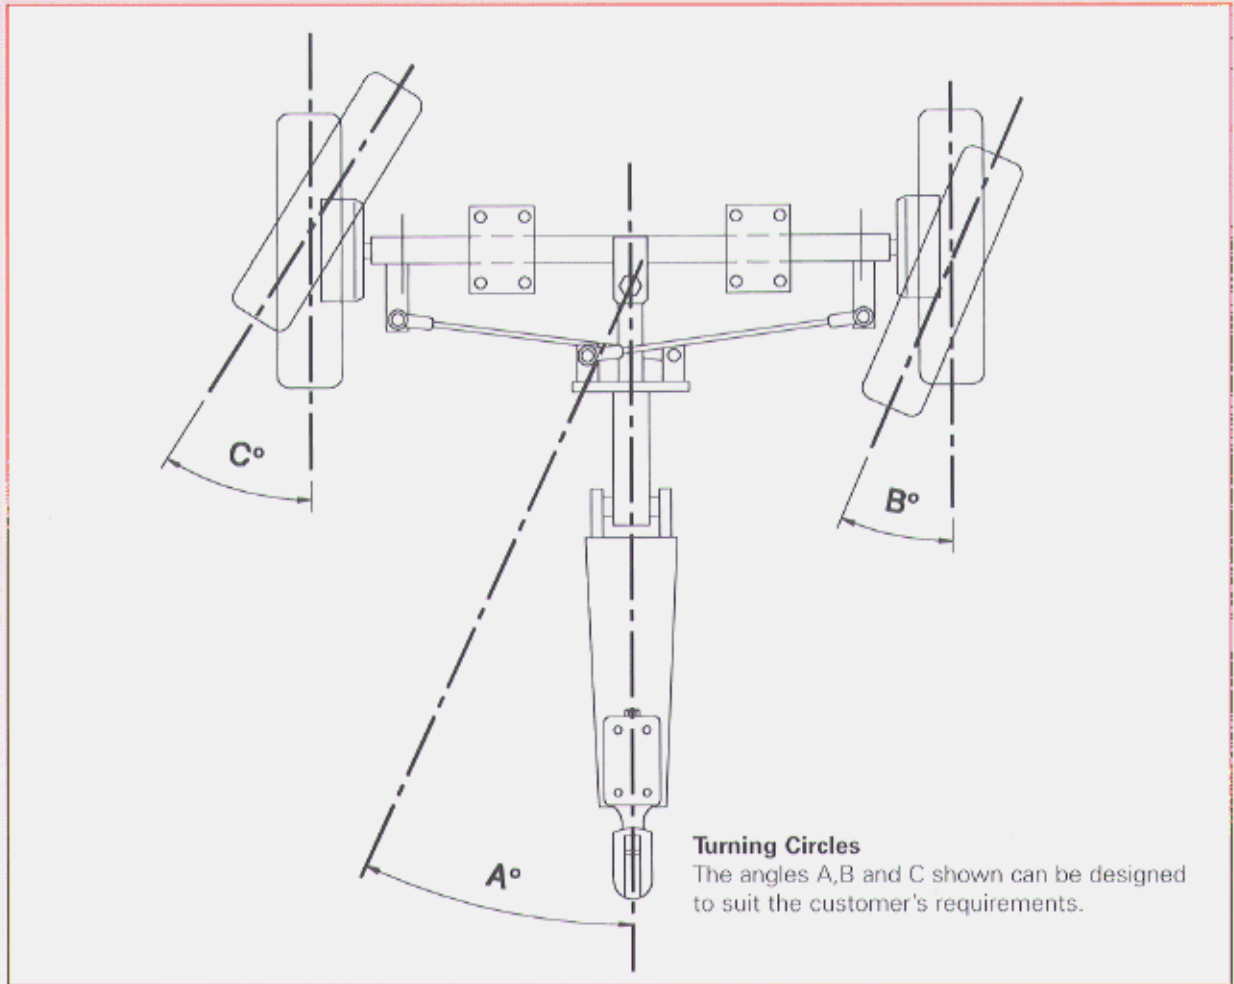 C°
B°
A°
Turning Circles
The angles A,B and C shown can be designed
to suit the customer's requirements.